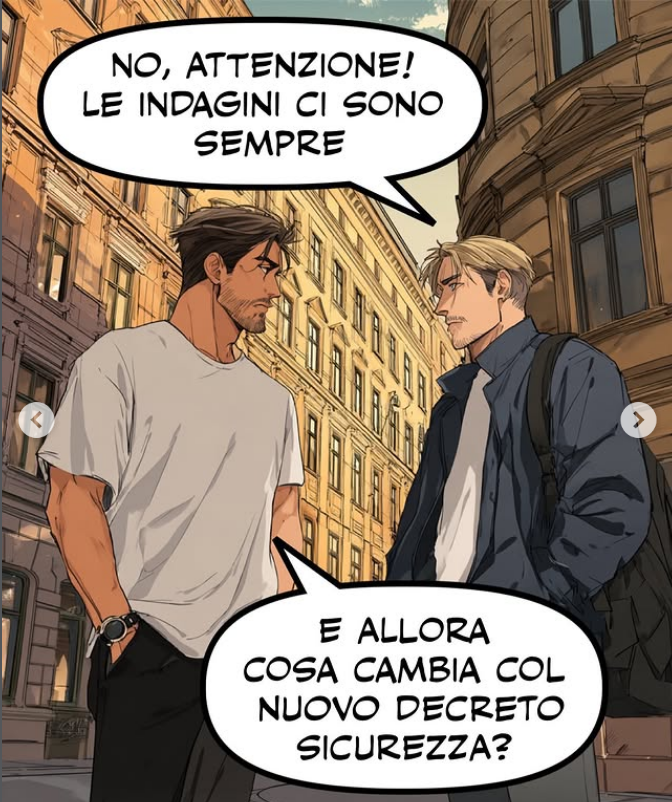 NO, ATTENZIONE!
LE INDAGINI CI SONO
SEMPRE
E ALLORA
COSA CAMBIA COL
NUOVO DECRETO
SICUREZZA?